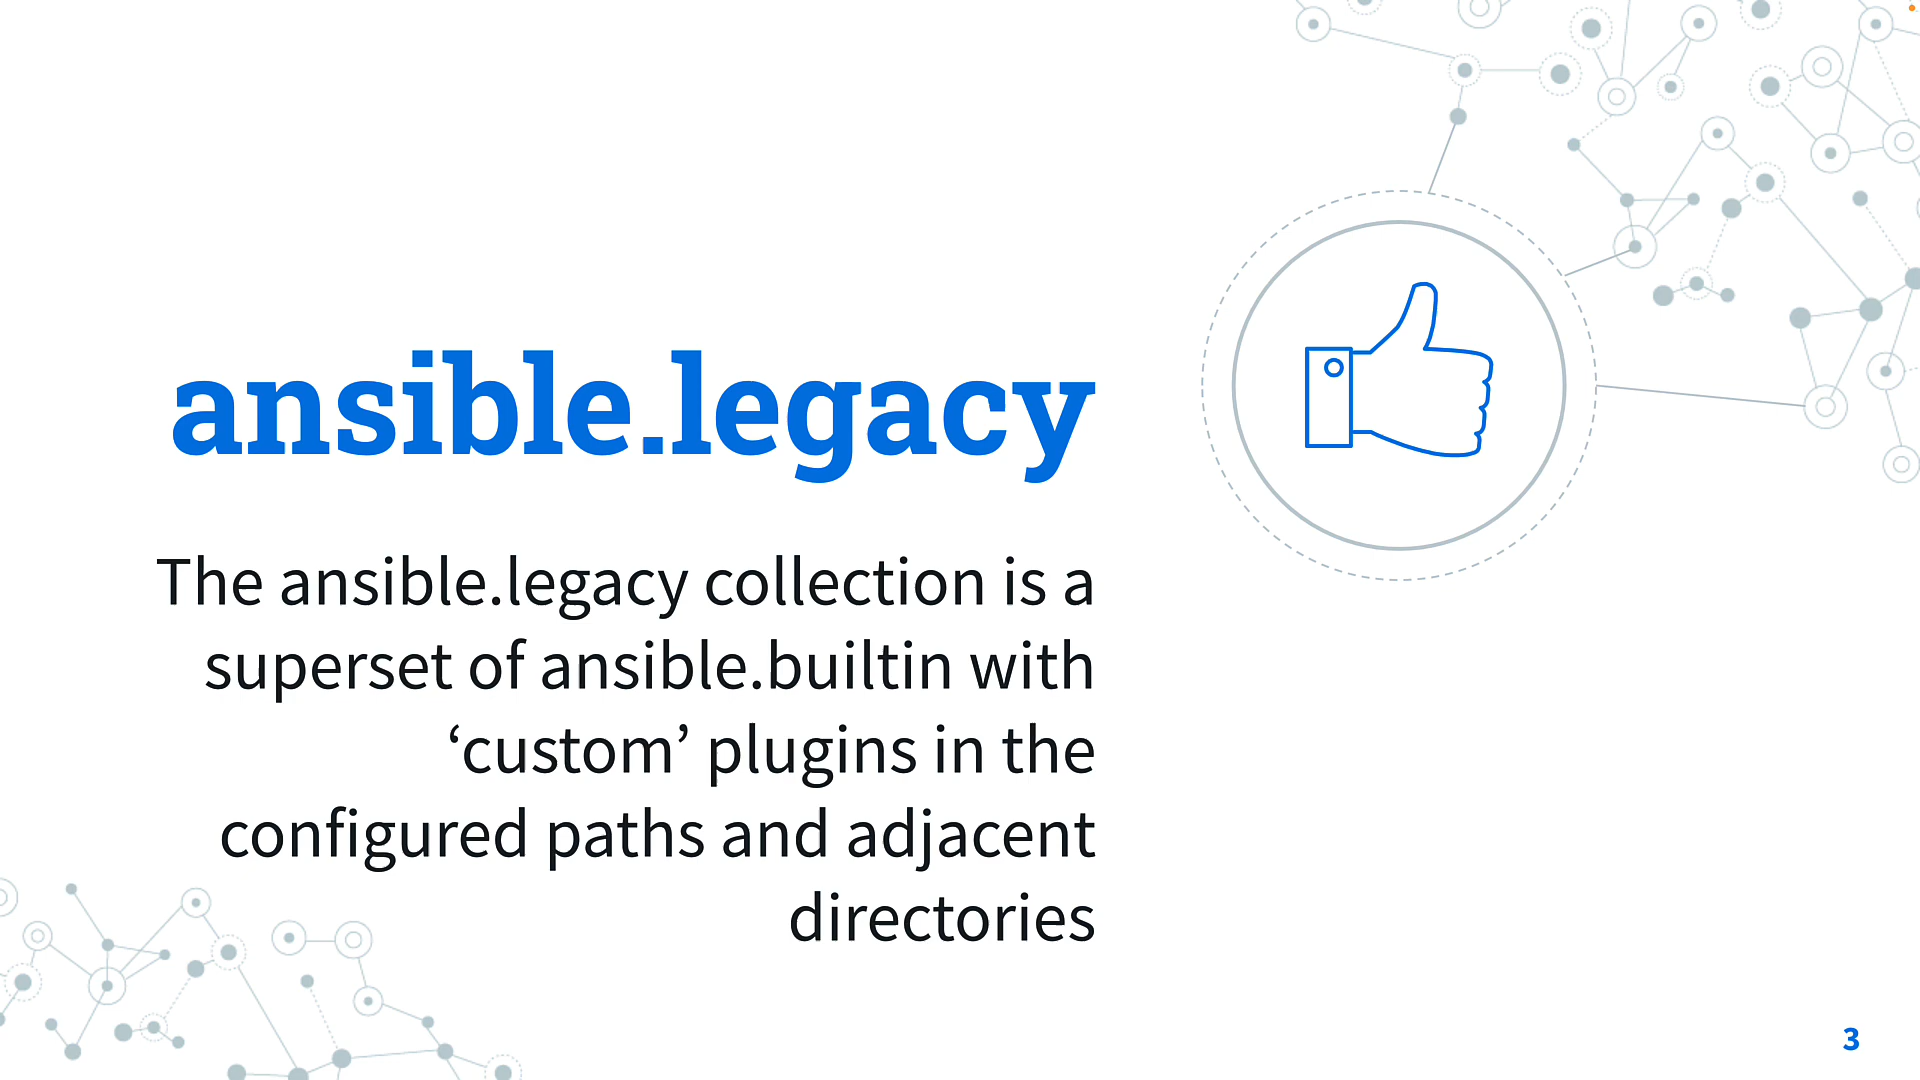 ansible.legacy
The ansible.legacy collection is a
superset of ansible.builtin with
‘custom’ plugins in the
configured paths and adjacent
directories
3